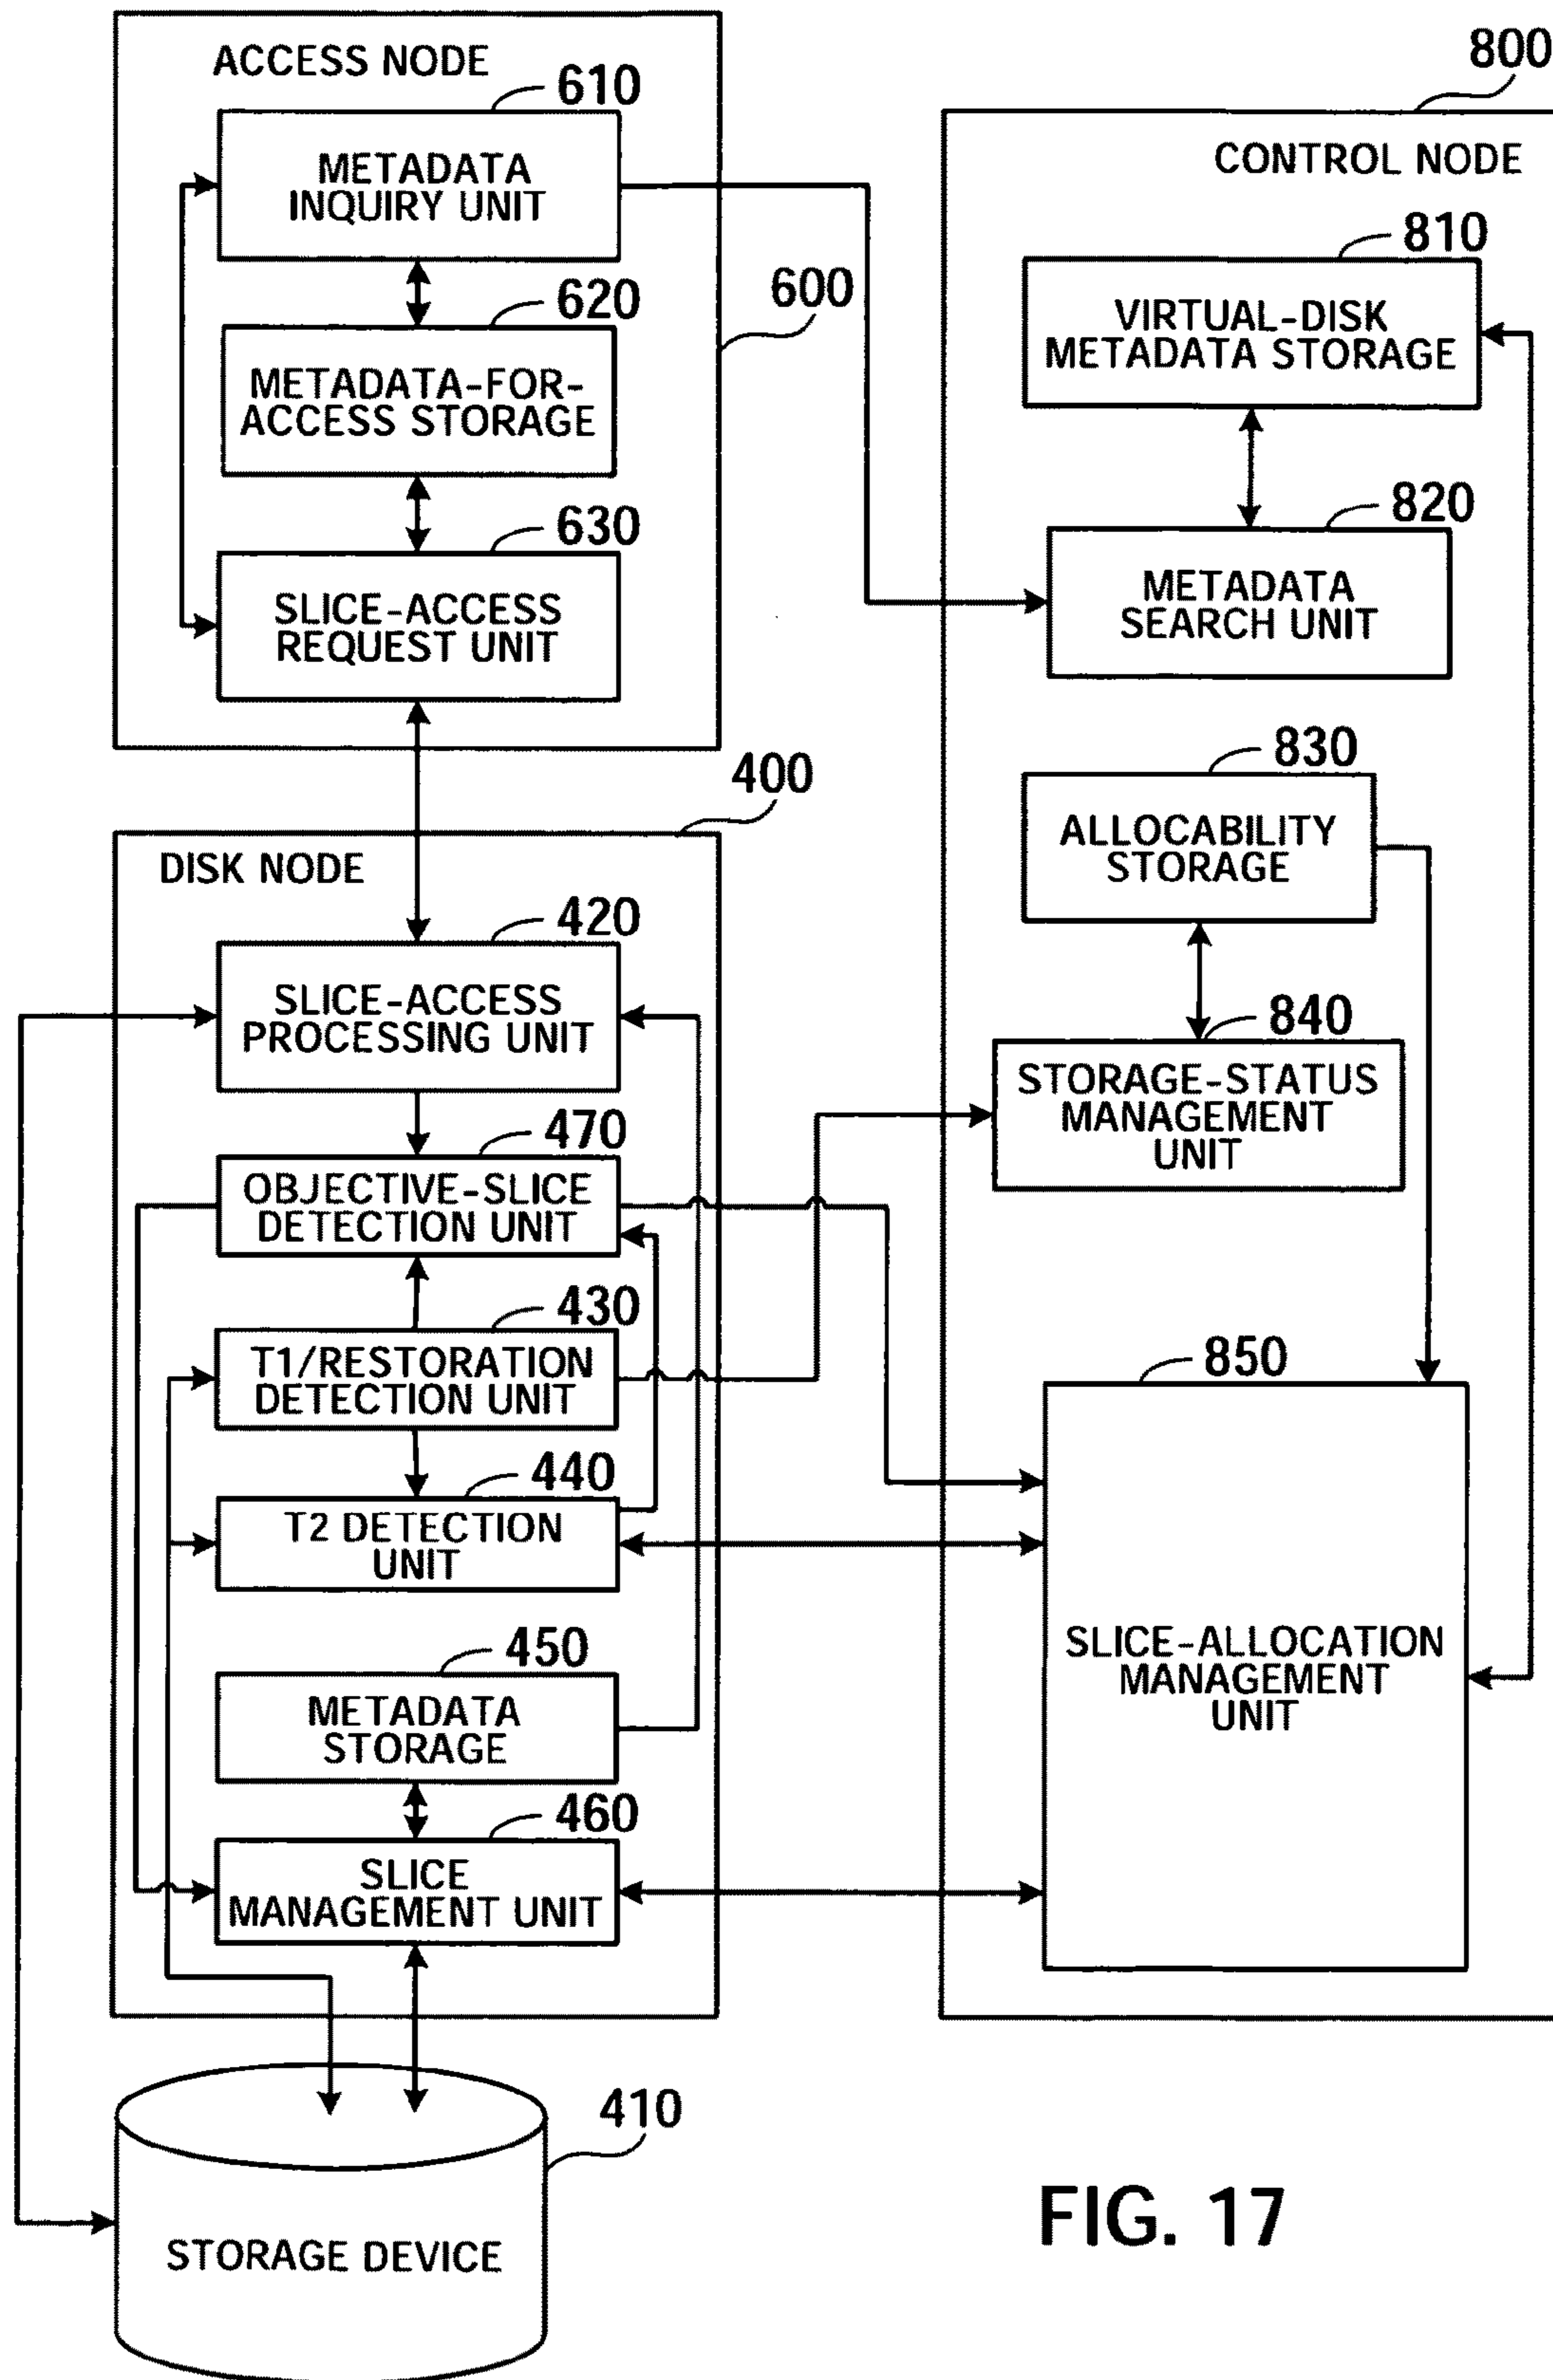 ACCESS NODE
610
METADATA
INQUIRY UNIT
620
METADATA-FOR-
ACCESS STORAGE
630
SLICE-ACCESS
REQUEST UNIT
600
400
DISK NODE
420
SLICE-ACCESS
PROCESSING UNIT
470
OBJECTIVE-SLICE
DETECTION UNIT
430
T1/RESTORATION
DETECTION UNIT
440
T2 DETECTION
UNIT
450
METADATA
STORAGE
460
SLICE
MANAGEMENT UNIT
410
STORAGE DEVICE
800
CONTROL NODE
810
VIRTUAL-DISK
METADATA STORAGE
820
METADATA
SEARCH UNIT
830
ALLOCABILITY
STORAGE
840
STORAGE-STATUS
MANAGEMENT
UNIT
850
SLICE-ALLOCATION
MANAGEMENT
UNIT
FIG. 17